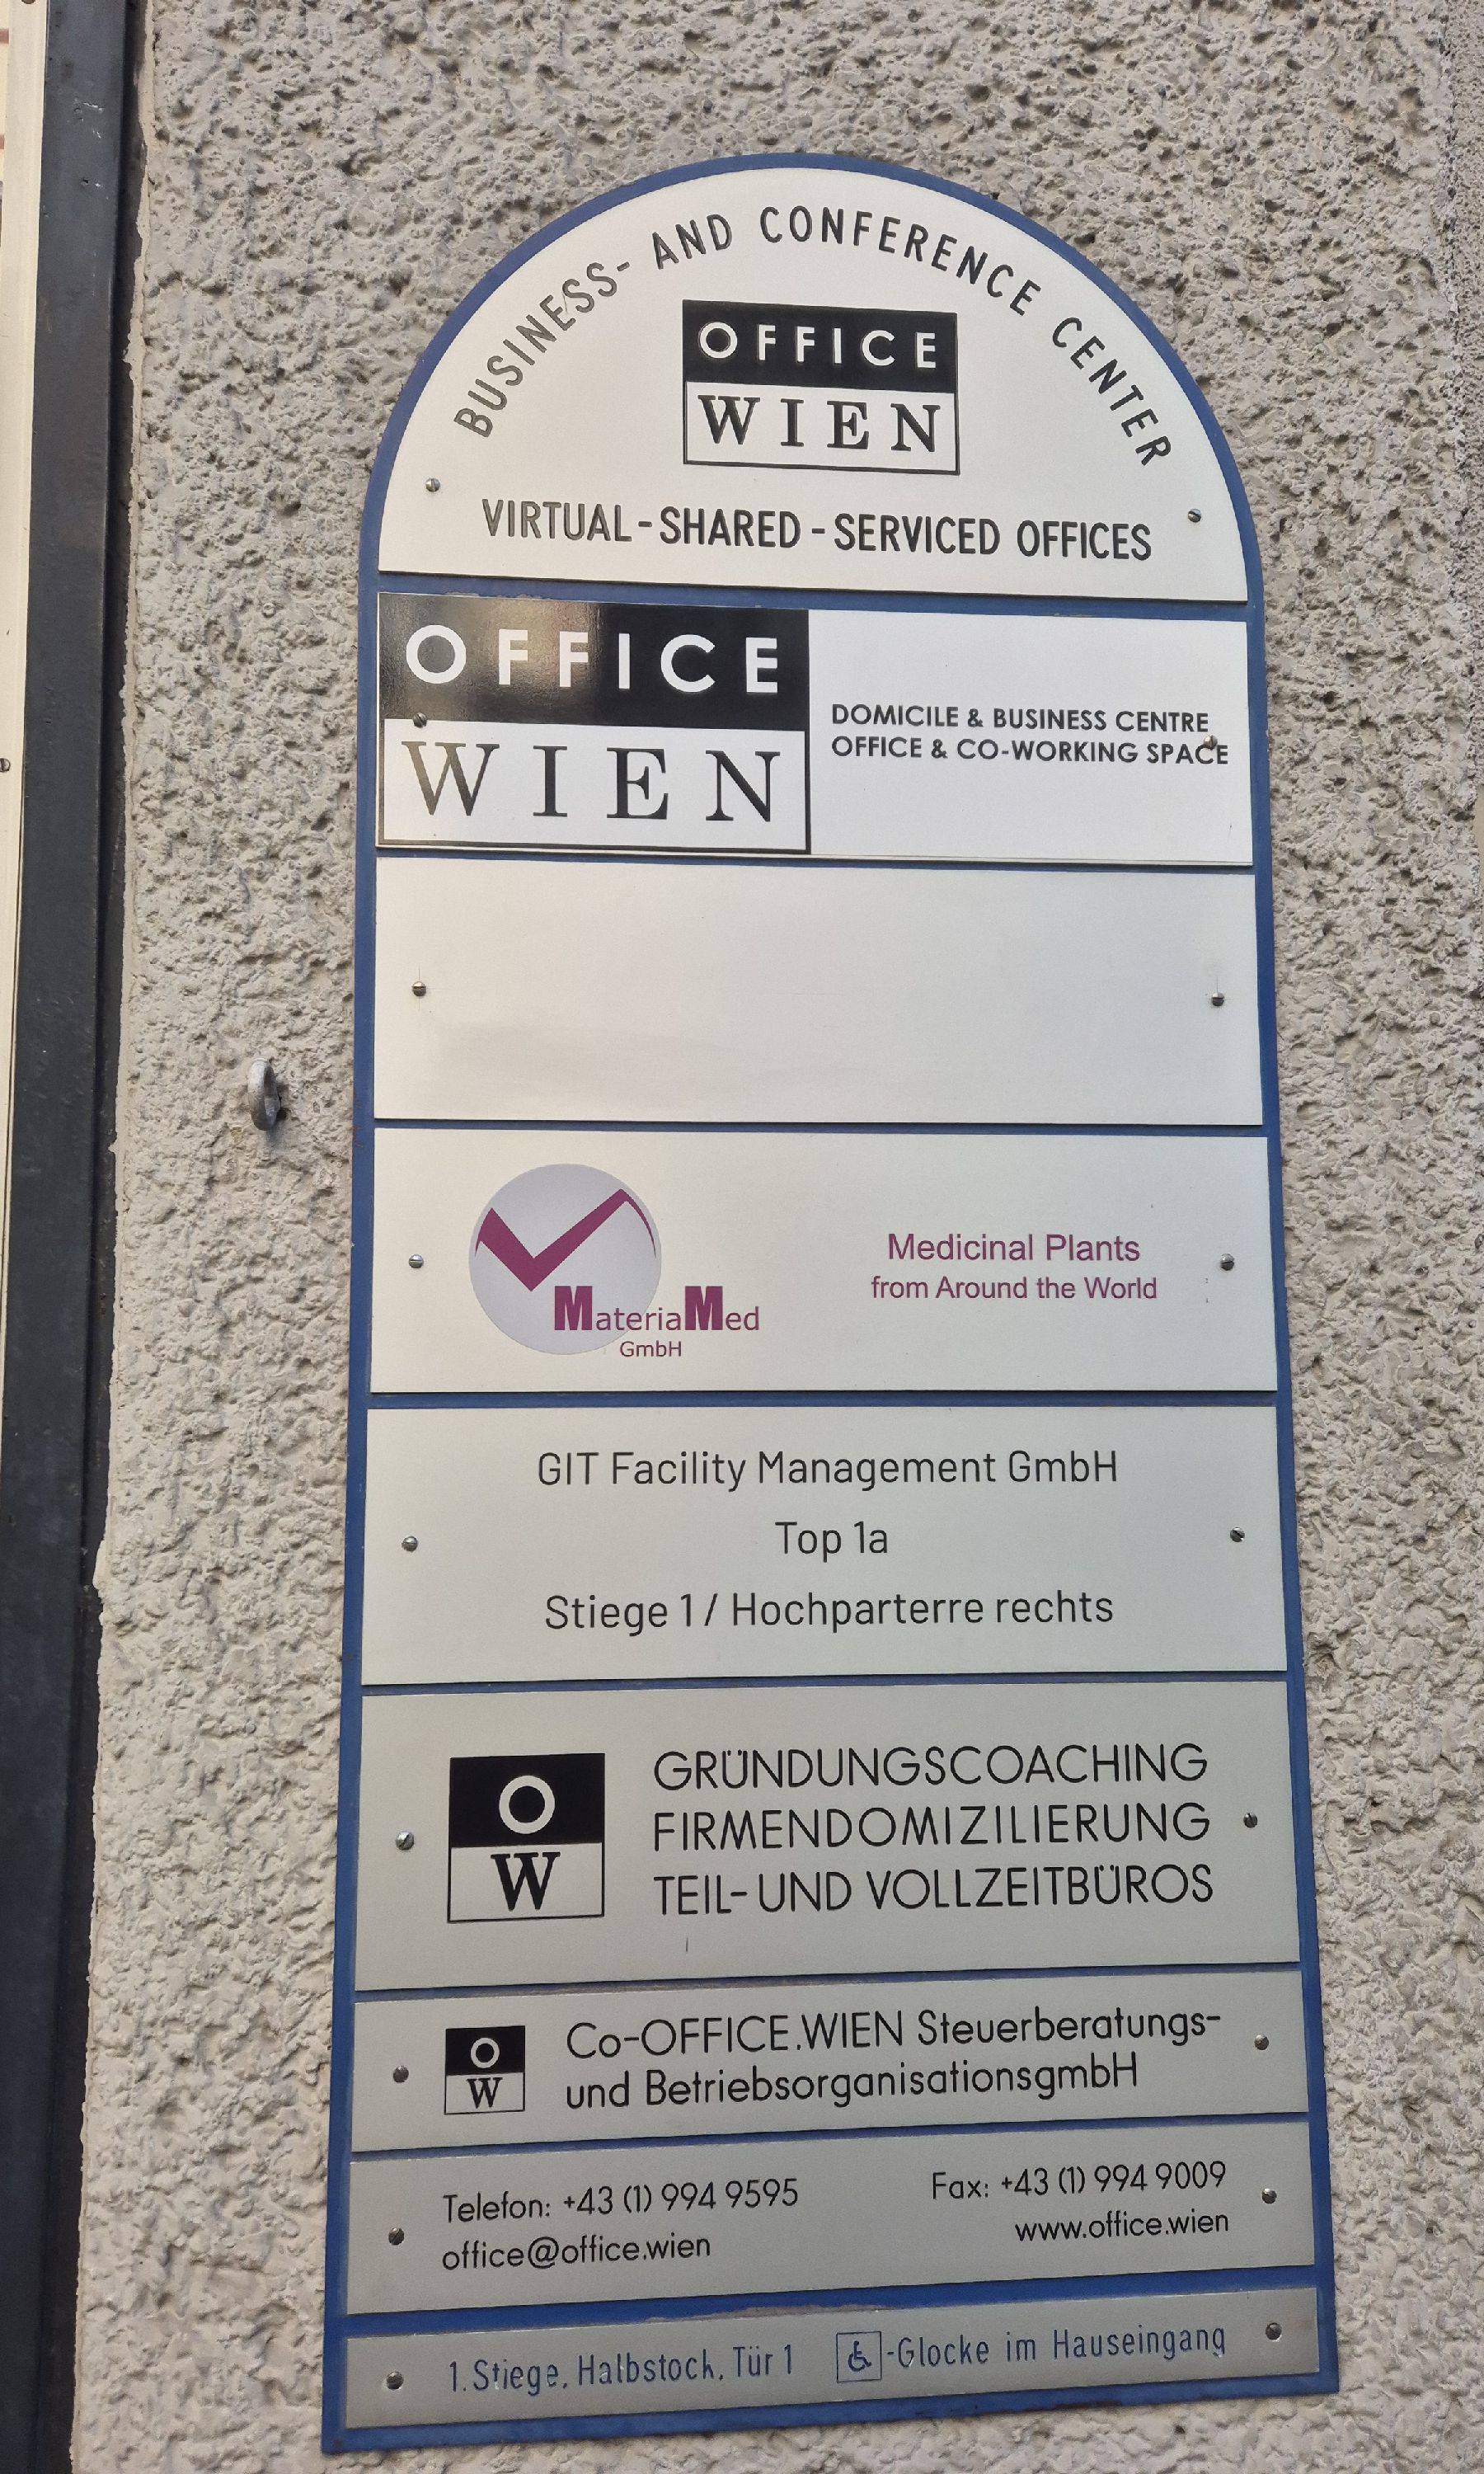 BUSINESS- AND CONFERENCE CENTER
OFFICE
WIEN
VIRTUAL-SHARED-SERVICED OFFICES
OFFICE
WIEN
DOMICILE & BUSINESS CENTRE
OFFICE & CO-WORKING SPACE
MateriaMed
GmbH
Medicinal Plants
from Around the World
GIT Facility Management GmbH
Top 1a
Stiege 1 / Hochparterre rechts
O
W
GRÜNDUNGSCOACHING
FIRMENDOMIZILIERUNG
TEIL- UND VOLLZEITBÜROS
O
W
Co-OFFICE.WIEN Steuerberatungs-
und BetriebsorganisationsgmbH
Telefon: +43 (1) 994 9595
office@office.wien
Fax: +43 (1) 994 9009
www.office.wien
1.Stiege, Halbstock, Tür 1
-Glocke im Hauseingang